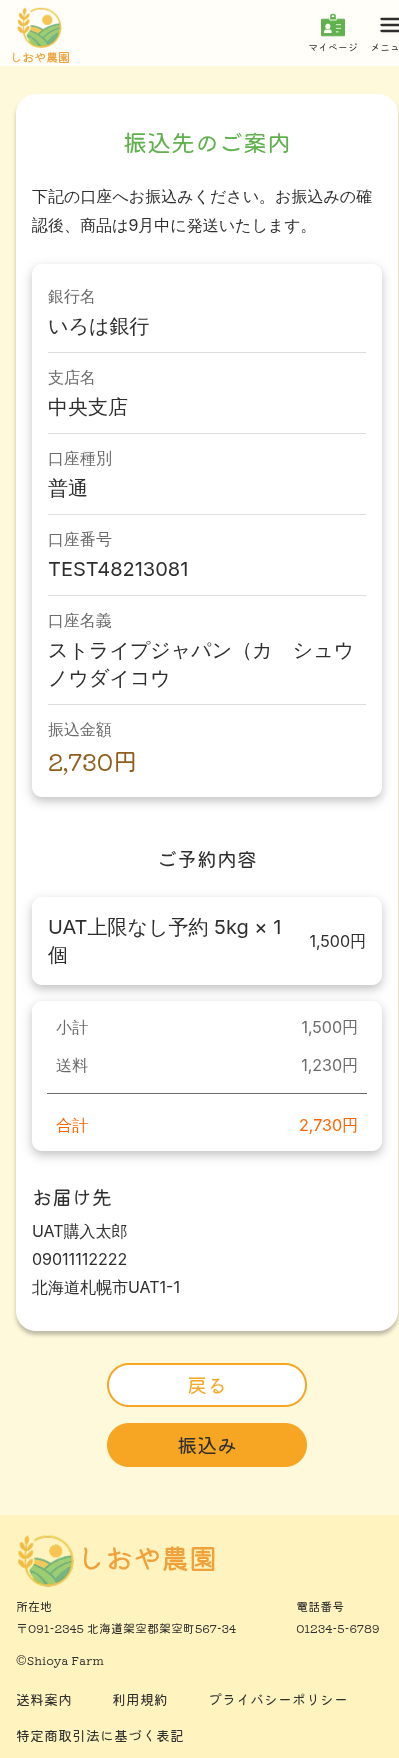 しおや農園
マイページ
メニュ
振込先のご案内
下記の口座へお振込みください。お振込みの確
認後、商品は9月中に発送いたします。
銀行名
いろは銀行
支店名
中央支店
口座種別
普通
口座番号
TEST48213081
口座名義
ストライプジャパン（カ　シュウ
ノウダイコウ
振込金額
2,730円
ご予約内容
UAT上限なし予約 5kg × 1
個
1,500円
小計 1,500円
送料 1,230円
合計 2,730円
お届け先
UAT購入太郎
09011112222
北海道札幌市UAT1-1
戻る
振込み
しおや農園
所在地
〒091-2345 北海道架空郡架空町567-34
電話番号
01234-5-6789
©Shioya Farm
送料案内 利用規約 プライバシーポリシー
特定商取引法に基づく表記